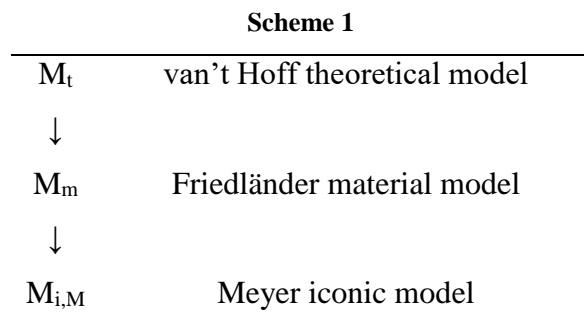 Scheme 1
Mₜ van’t Hoff theoretical model
↓
Mₘ Friedländer material model
↓
Mᵢ,M Meyer iconic model